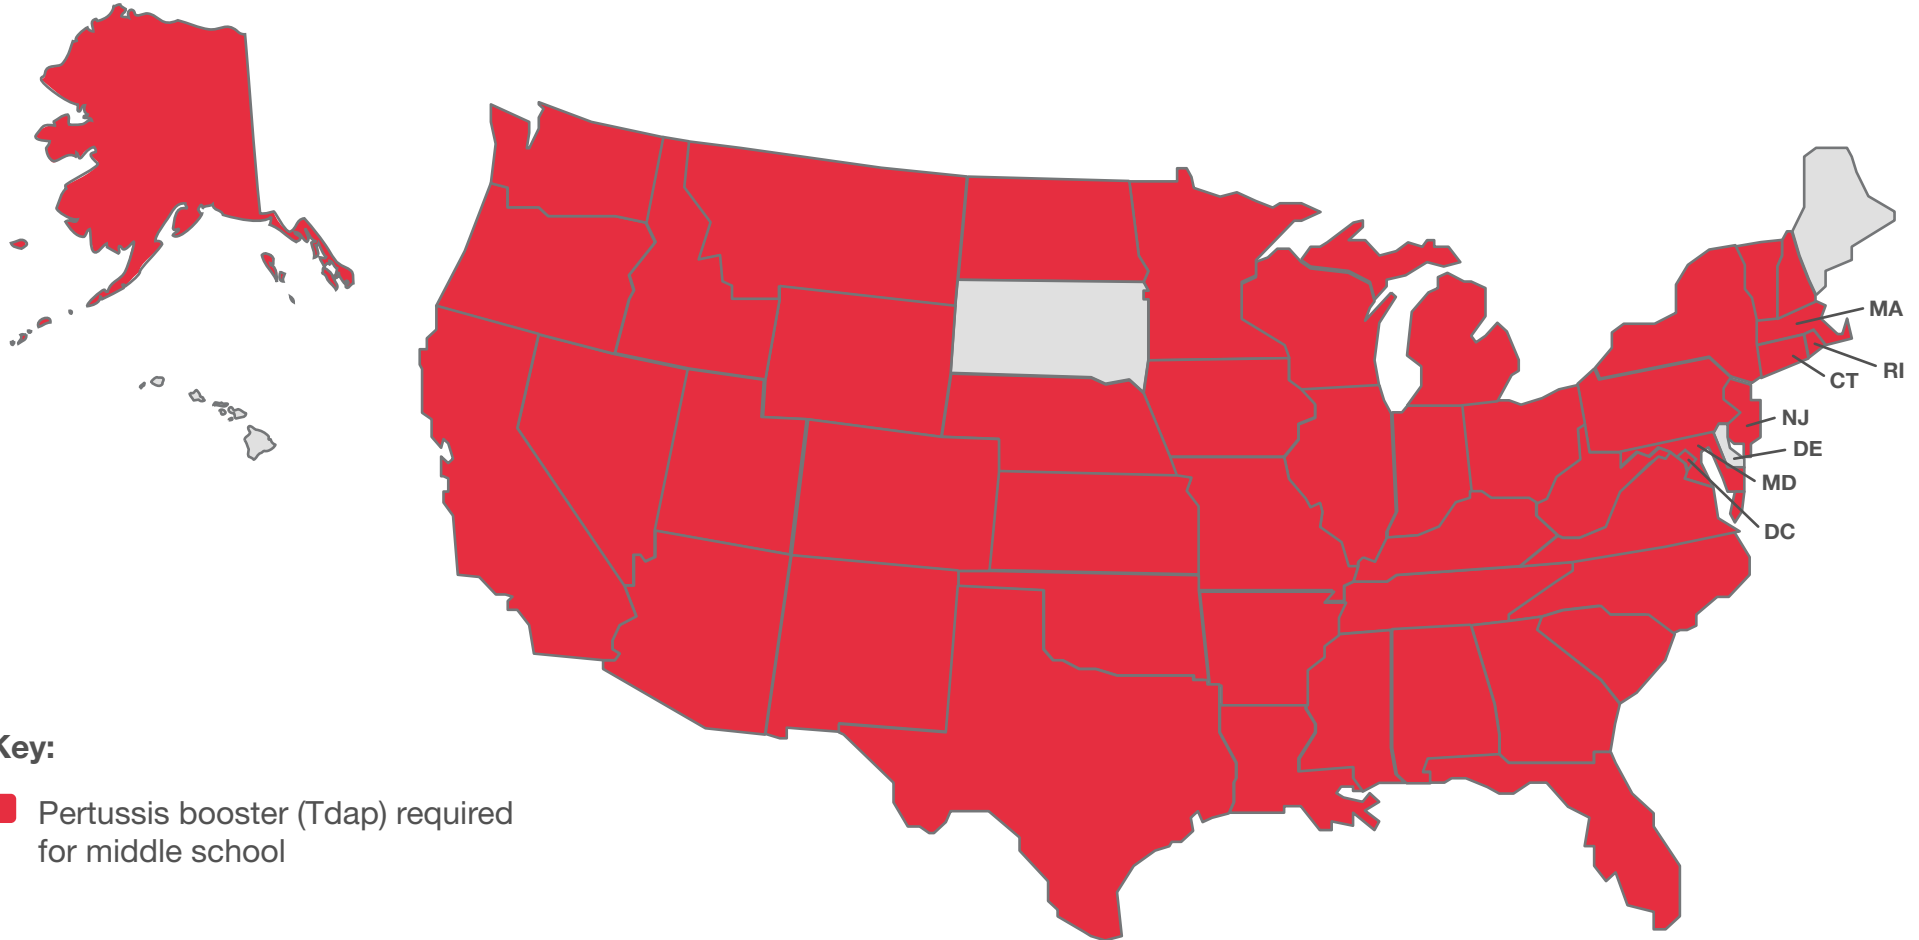 MA
RI
CT
NJ
DE
MD
DC
Key:
Pertussis booster (Tdap) required
for middle school